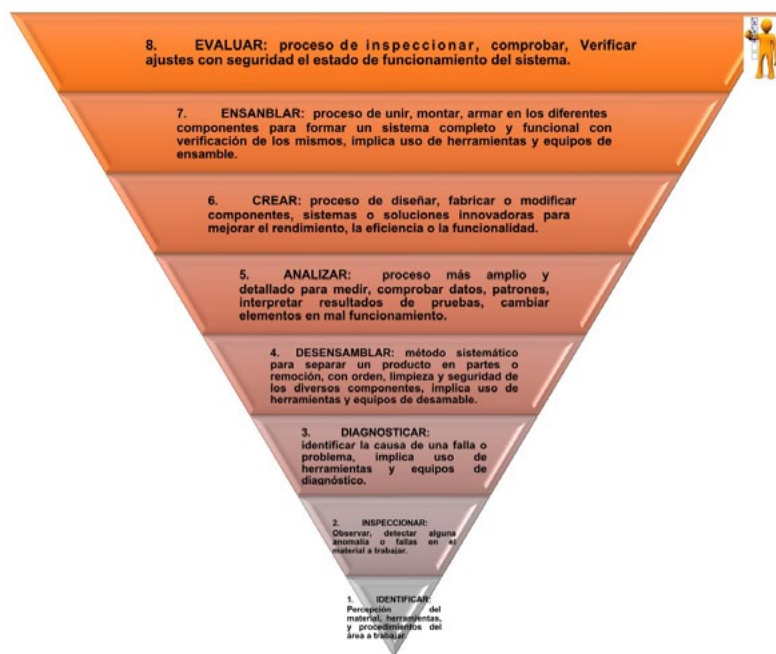 8. EVALUAR: proceso de inspeccionar, comprobar, Verificar
ajustes con seguridad el estado de funcionamiento del sistema.
7. ENSANBLAR: proceso de unir, montar, armar en los diferentes
componentes para formar un sistema completo y funcional con
verificación de los mismos, implica uso de herramientas y equipos de
ensamble.
6. CREAR: proceso de diseñar, fabricar o modificar
componentes, sistemas o soluciones innovadoras para
mejorar el rendimiento, la eficiencia o la funcionalidad.
5. ANALIZAR: proceso más amplio y
detallado para medir, comprobar datos, patrones,
interpretar resultados de pruebas, cambiar
elementos en mal funcionamiento.
4. DESENSAMBLAR: método sistemático
para separar un producto en partes o
remoción, con orden, limpieza y seguridad de
los diversos componentes, implica uso de
herramientas y equipos de desamable.
3. DIAGNOSTICAR:
identificar la causa de una falla o
problema, implica uso de
herramientas y equipos de
diagnóstico.
2. INSPECCIONAR:
Observar, detectar alguna
anomalía o fallas en el
material a trabajar.
1. IDENTIFICAR:
Percepción del
material, herramientas,
y procedimientos del
área a trabajar.